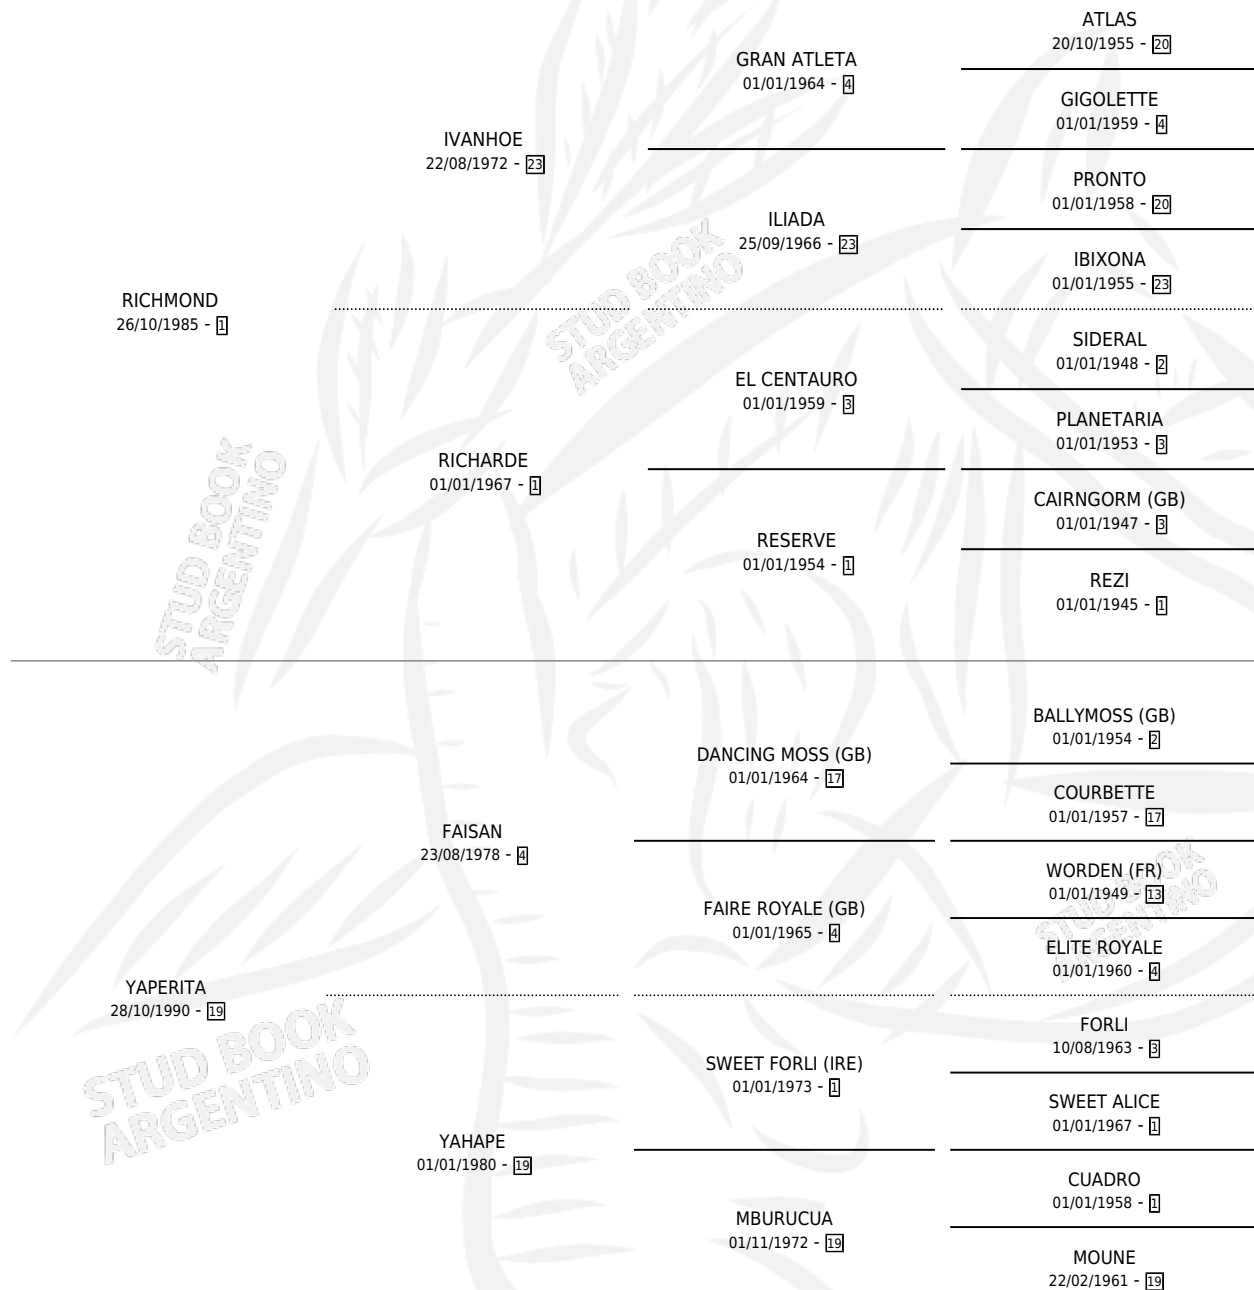 ATLAS
20/10/1955 - 20
GRAN ATLETA
01/01/1964 - 4
GIGOLETTE
01/01/1959 - 4
IVANHOE
22/08/1972 - 23
PRONTO
01/01/1958 - 20
ILIADA
25/09/1966 - 23
IBIXONA
01/01/1955 - 23
RICHMOND
26/10/1985 - 1
STUD BOOK
ARGENTINO
SIDERAL
01/01/1948 - 2
EL CENTAURO
01/01/1959 - 3
PLANETARIA
01/01/1953 - 3
RICHARDE
01/01/1967 - 1
CAIRNGORM (GB)
01/01/1947 - 3
RESERVE
01/01/1954 - 1
REZI
01/01/1945 - 1
STUD BOOK
ARGENTINO
BALLYMOSS (GB)
01/01/1954 - 2
DANCING MOSS (GB)
01/01/1964 - 17
COURBETTE
01/01/1957 - 17
FAISAN
23/08/1978 - 4
WORDEN (FR)
01/01/1949 - 13
FAIRE ROYALE (GB)
01/01/1965 - 4
STUD BOOK
ARGENTINO
ELITE ROYALE
01/01/1960 - 4
YAPERITA
28/10/1990 - 19
STUD BOOK
ARGENTINO
FORLI
10/08/1963 - 3
SWEET FORLI (IRE)
01/01/1973 - 1
SWEET ALICE
01/01/1967 - 1
YAHAPE
01/01/1980 - 19
CUADRO
01/01/1958 - 1
MBURUCUA
01/11/1972 - 19
MOUNE
22/02/1961 - 19